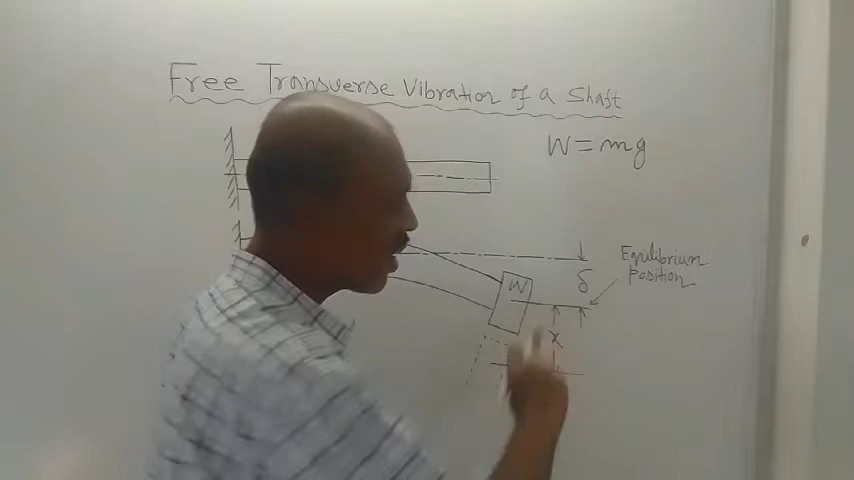 Free Transverse Vibration of a Shaft
W = mg
Equilibrium
Position
δ
W
x